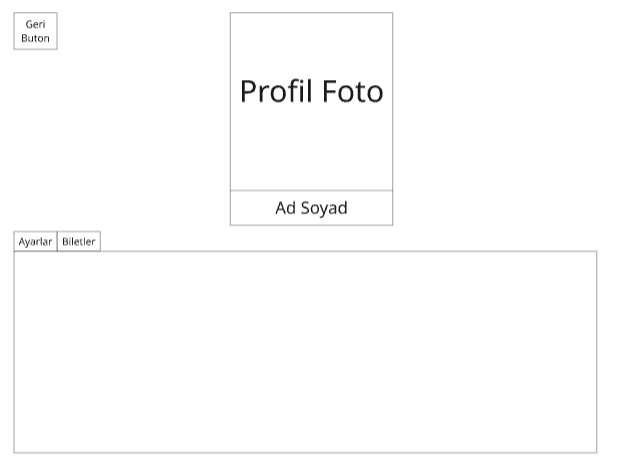 Geri
Buton
Profil Foto
Ad Soyad
Ayarlar
Biletler